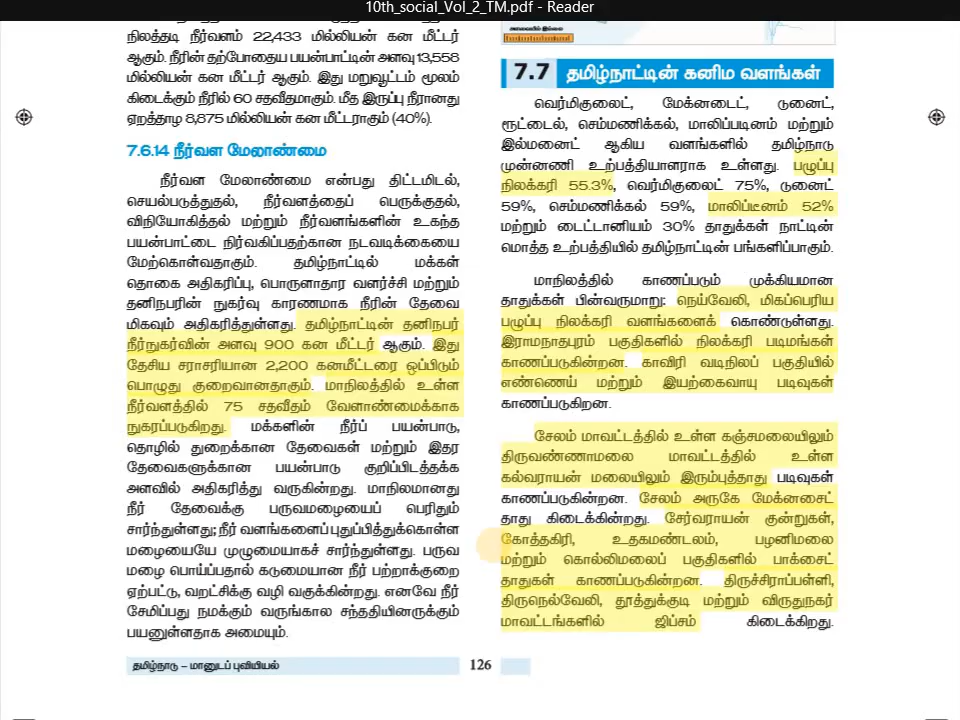 10th_social_Vol_2_TM.pdf - Reader
நிலத்தடி நீர்வளம் 22,433 மில்லியன் கன மீட்டர்
ஆகும். நீரின் தற்போதைய பயன்பாட்டின் அளவு 13,558
மில்லியன் கன மீட்டர் ஆகும். இது மறுவூட்டம் மூலம்
கிடைக்கும் நீரில் 60 சதவீதமாகும். மீத இருப்பு நீரானது
ஏறத்தாழ 8,875 மில்லியன் கன மீட்டராகும் (40%).
7.6.14 நீர்வள மேலாண்மை
நீர்வள மேலாண்மை என்பது திட்டமிடல்,
செயல்படுத்துதல், நீர்வளத்தைப் பெருக்குதல்,
விநியோகித்தல் மற்றும் நீர்வளங்களின் உகந்த
பயன்பாட்டை நிர்வகிப்பதற்கான நடவடிக்கையை
மேற்கொள்வதாகும். தமிழ்நாட்டில் மக்கள்
தொகை அதிகரிப்பு, பொருளாதார வளர்ச்சி மற்றும்
தனிநபரின் நுகர்வு காரணமாக நீரின் தேவை
மிகவும் அதிகரித்துள்ளது. தமிழ்நாட்டின் தனிநபர்
நீர்நுகர்வின் அளவு 900 கன மீட்டர் ஆகும். இது
தேசிய சராசரியான 2,200 கனமீட்டரை ஒப்பிடும்
பொழுது குறைவானதாகும். மாநிலத்தில் உள்ள
நீர்வளத்தில் 75 சதவீதம் வேளாண்மைக்காக
நுகரப்படுகிறது. மக்களின் நீர்ப் பயன்பாடு,
தொழில் துறைக்கான தேவைகள் மற்றும் இதர
தேவைகளுக்கான பயன்பாடு குறிப்பிடத்தக்க
அளவில் அதிகரித்து வருகின்றது. மாநிலமானது
நீர் தேவைக்கு பருவமழையைப் பெரிதும்
சார்ந்துள்ளது; நீர் வளங்களைப் புதுப்பித்துக்கொள்ள
மழையையே முழுமையாகச் சார்ந்துள்ளது. பருவ
மழை பொய்ப்பதால் கடுமையான நீர் பற்றாக்குறை
ஏற்பட்டு, வறட்சிக்கு வழி வகுக்கின்றது. எனவே நீர்
சேமிப்பது நமக்கும் வருங்கால சந்ததியினருக்கும்
பயனுள்ளதாக அமையும்.
அளவையில் இல்லை
7.7 தமிழ்நாட்டின் கனிம வளங்கள்
வெர்மிகுலைட், மேக்னடைட், டுனைட்,
ரூட்டைல், செம்மணிக்கல், மாலிப்படினம் மற்றும்
இல்மனைட் ஆகிய வளங்களில் தமிழ்நாடு
முன்னணி உற்பத்தியாளராக உள்ளது. பழுப்பு
நிலக்கரி 55.3%, வெர்மிகுலைட் 75%, டுனைட்
59%, செம்மணிக்கல் 59%, மாலிப்டீனம் 52%
மற்றும் டைட்டானியம் 30% தாதுக்கள் நாட்டின்
மொத்த உற்பத்தியில் தமிழ்நாட்டின் பங்களிப்பாகும்.
மாநிலத்தில் காணப்படும் முக்கியமான
தாதுக்கள் பின்வருமாறு: நெய்வேலி, மிகப்பெரிய
பழுப்பு நிலக்கரி வளங்களைக் கொண்டுள்ளது.
இராமநாதபுரம் பகுதிகளில் நிலக்கரி படிமங்கள்
காணப்படுகின்றன. காவிரி வடிநிலப் பகுதியில்
எண்ணெய் மற்றும் இயற்கைவாயு படிவுகள்
காணப்படுகிறன.
சேலம் மாவட்டத்தில் உள்ள கஞ்சமலையிலும்
திருவண்ணாமலை மாவட்டத்தில் உள்ள
கல்வராயன் மலையிலும் இரும்புத்தாது படிவுகள்
காணப்படுகின்றன. சேலம் அருகே மேக்னசைட்
தாது கிடைக்கின்றது. சேர்வராயன் குன்றுகள்,
கோத்தகிரி, உதகமண்டலம், பழனிமலை
மற்றும் கொல்லிமலைப் பகுதிகளில் பாக்சைட்
தாதுகள் காணப்படுகின்றன. திருச்சிராப்பள்ளி,
திருநெல்வேலி, தூத்துக்குடி மற்றும் விருதுநகர்
மாவட்டங்களில் ஜிப்சம் கிடைக்கிறது.
தமிழ்நாடு – மானுடப் புவியியல்
126